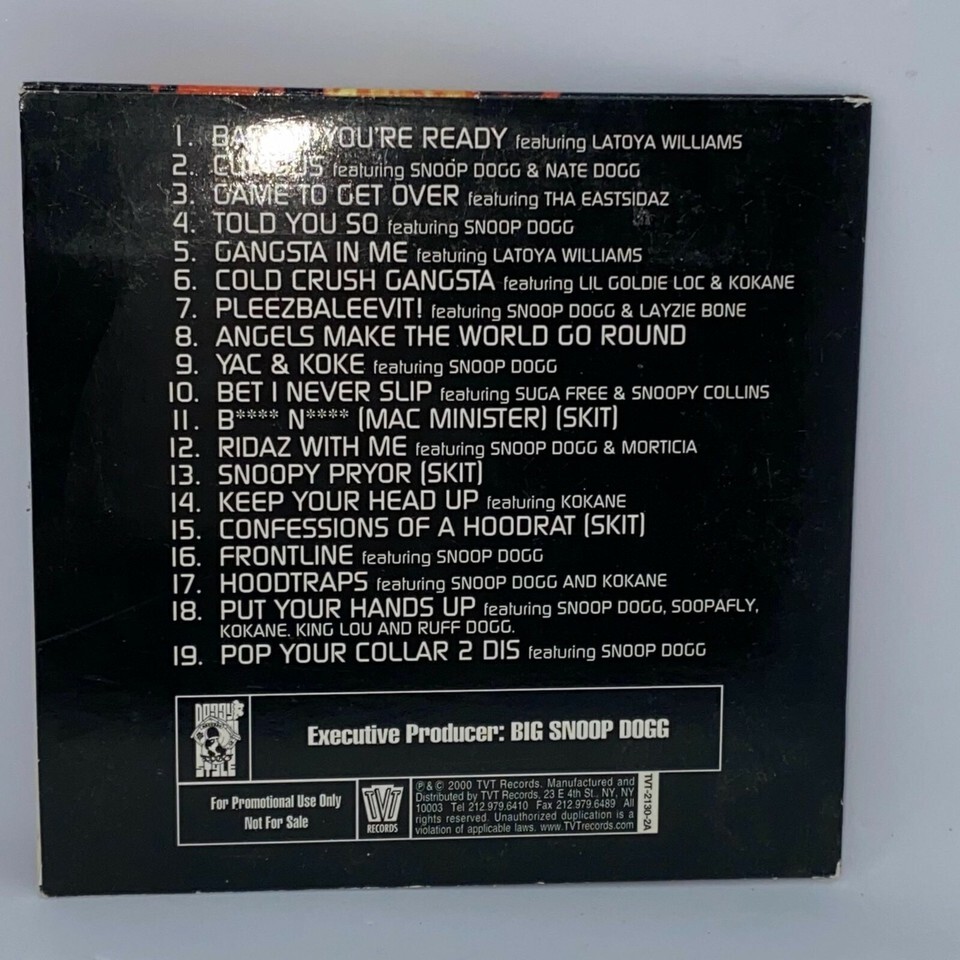 1. YOU'RE READY featuring LATOYA WILLIAMS
2. featuring SNOOP DOGG & NATE DOGG
3. GAME TO GET OVER featuring THA EASTSIDAZ
4. TOLD YOU SO featuring SNOOP DOGG
5. GANGSTA IN ME featuring LATOYA WILLIAMS
6. COLD CRUSH GANGSTA featuring LIL GOLDIE LOC & KOKANE
7. PLEEZBALEEVIT! featuring SNOOP DOGG & LAYZIE BONE
8. ANGELS MAKE THE WORLD GO ROUND
9. YAC & KOKE featuring SNOOP DOGG
10. BET I NEVER SLIP featuring SUGA FREE & SNOOPY COLLINS
11. B**** N**** (MAC MINISTER) (SKIT)
12. RIDAZ WITH ME featuring SNOOP DOGG & MORTICIA
13. SNOOPY PRYOR (SKIT)
14. KEEP YOUR HEAD UP featuring KOKANE
15. CONFESSIONS OF A HOODRAT (SKIT)
16. FRONTLINE featuring SNOOP DOGG
17. HOODTRAPS featuring SNOOP DOGG AND KOKANE
18. PUT YOUR HANDS UP featuring SNOOP DOGG, SOOPAFLY,
KOKANE. KING LOU AND RUFF DOGG.
19. POP YOUR COLLAR 2 DIS featuring SNOOP DOGG
DOGGY
STYLE
Executive Producer: BIG SNOOP DOGG
For Promotional Use Only
Not For Sale
TVT
RECORDS
℗ & © 2000 TVT Records. Manufactured and
Distributed by TVT Records, 23 E 4th St., NY, NY
10003 Tel 212.979.6410 Fax 212.979.6489 All
rights reserved. Unauthorized duplication is a
violation of applicable laws. www.TVTrecords.com
TVT-2130-2A